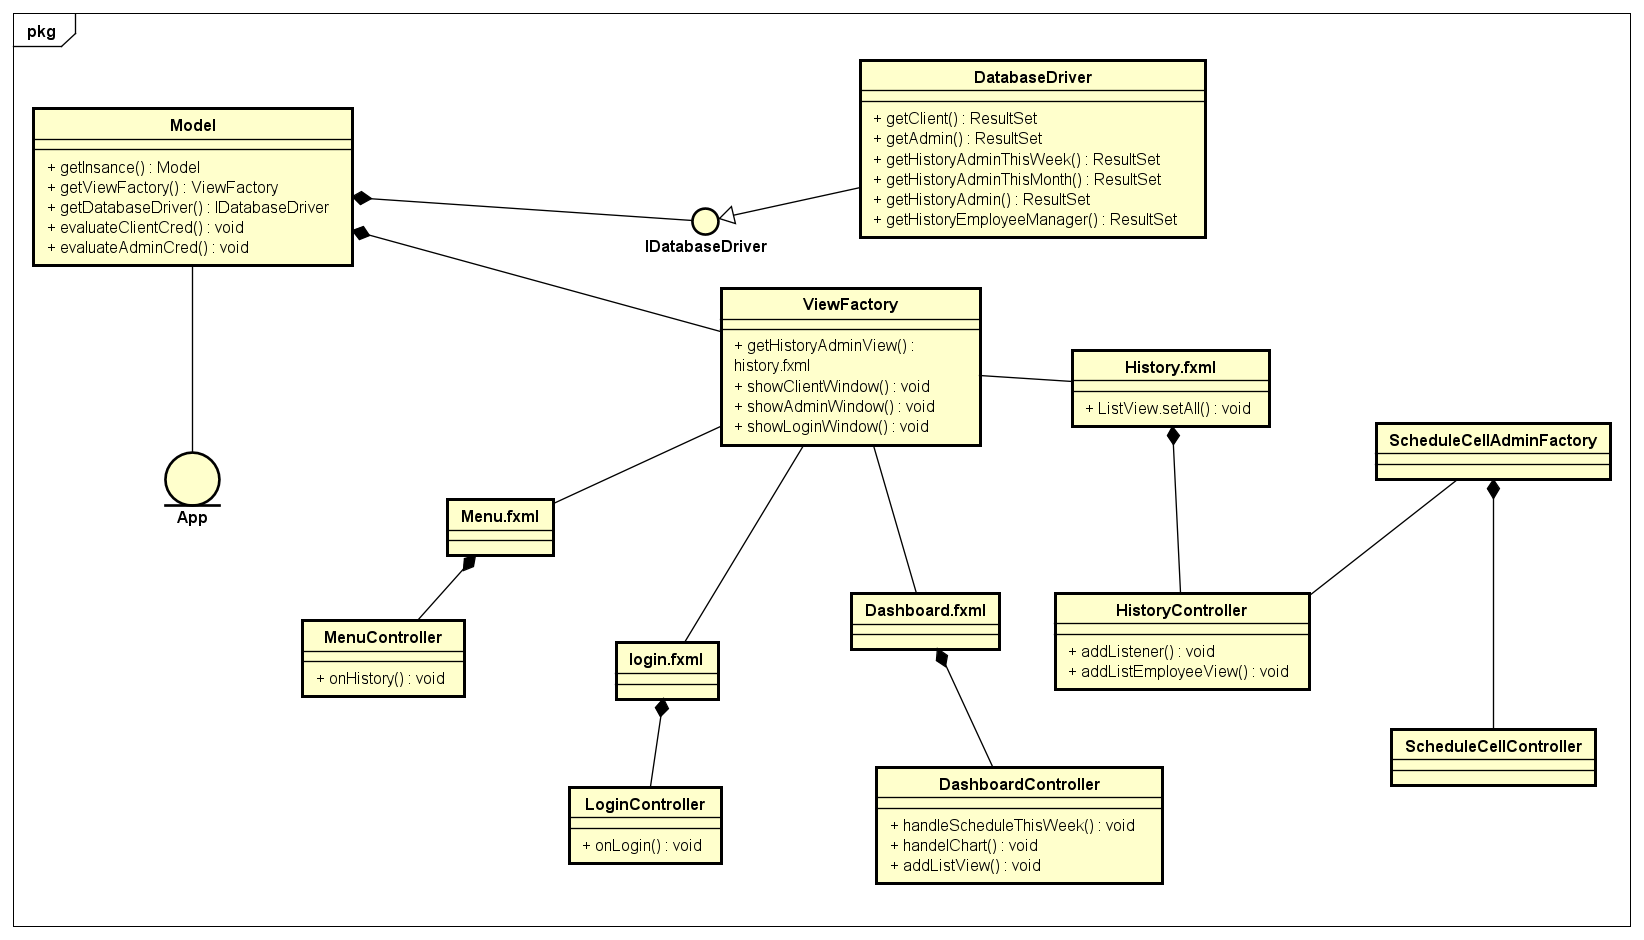 pkg
Model
+ getInsance() : Model
+ getViewFactory() : ViewFactory
+ getDatabaseDriver() : IDatabaseDriver
+ evaluateClientCred() : void
+ evaluateAdminCred() : void
DatabaseDriver
+ getClient() : ResultSet
+ getAdmin() : ResultSet
+ getHistoryAdminThisWeek() : ResultSet
+ getHistoryAdminThisMonth() : ResultSet
+ getHistoryAdmin() : ResultSet
+ getHistoryEmployeeManager() : ResultSet
IDatabaseDriver
ViewFactory
+ getHistoryAdminView() :
history.fxml
+ showClientWindow() : void
+ showAdminWindow() : void
+ showLoginWindow() : void
History.fxml
+ ListView.setAll() : void
ScheduleCellAdminFactory
App
Menu.fxml
MenuController
+ onHistory() : void
login.fxml
Dashboard.fxml
HistoryController
+ addListener() : void
+ addListEmployeeView() : void
ScheduleCellController
LoginController
+ onLogin() : void
DashboardController
+ handleScheduleThisWeek() : void
+ handelChart() : void
+ addListView() : void